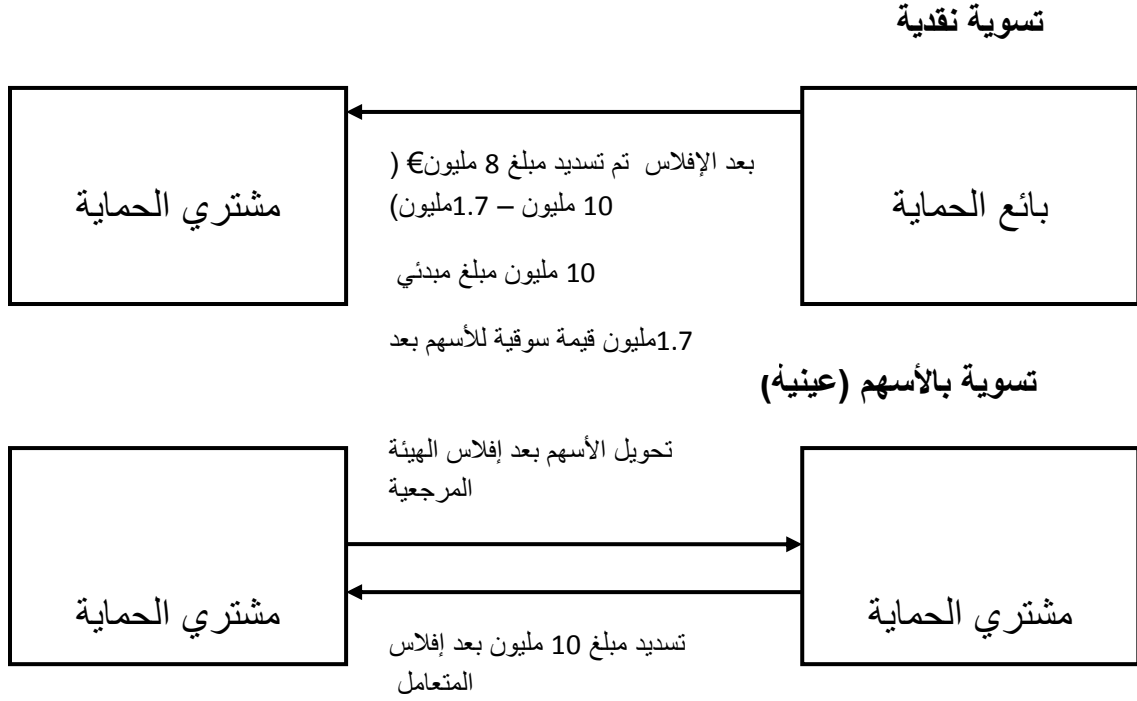 تسوية نقدية
بائع الحماية
بعد الإفلاس تم تسديد مبلغ 8 مليون€ (
10 مليون – 1.7مليون)
10 مليون مبلغ مبدئي
1.7مليون قيمة سوقية للأسهم بعد
مشتري الحماية
تسوية بالأسهم (عينية)
مشتري الحماية
تحويل الأسهم بعد إفلاس الهيئة
المرجعية
تسديد مبلغ 10 مليون بعد إفلاس
المتعامل
مشتري الحماية